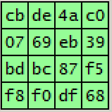 cb de 4a c0
07 69 eb 39
bd bc 87 f5
f8 f0 df 68